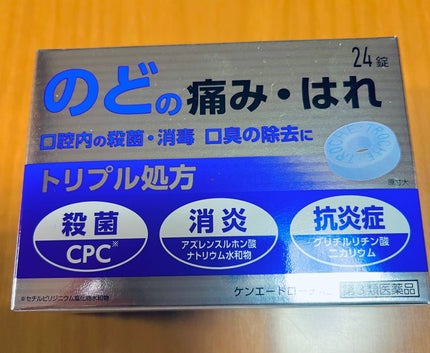 24錠
のどの痛み・はれ
口腔内の殺菌・消毒 口臭の除去に
トリプル処方
原寸大
殺菌
CPC※
消炎
アズレンスルホン酸
ナトリウム水和物
抗炎症
グリチルリチン酸
二カリウム
※セチルピリジニウム塩化物水和物
ケンエードロー
第3類医薬品